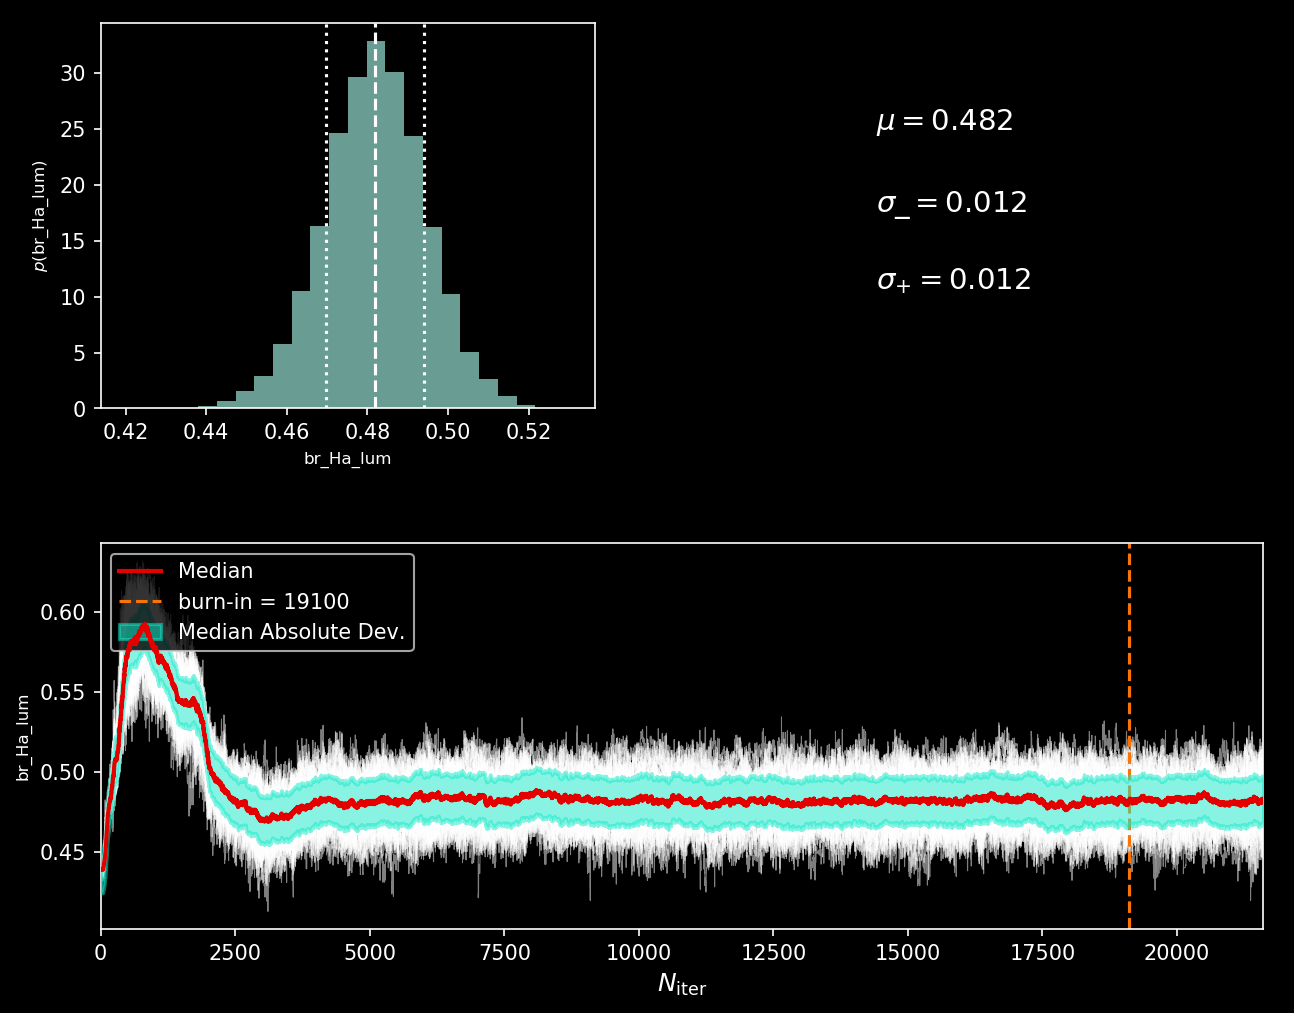 30
25
20
15
10
5
0
p(br_Ha_lum)
0.42 0.44 0.46 0.48 0.50 0.52
br_Ha_lum
μ = 0.482
σ₋ = 0.012
σ₊ = 0.012
Median
burn-in = 19100
Median Absolute Dev.
0.60
0.55
0.50
0.45
br_Ha_lum
0 2500 5000 7500 10000 12500 15000 17500 20000
N_iter